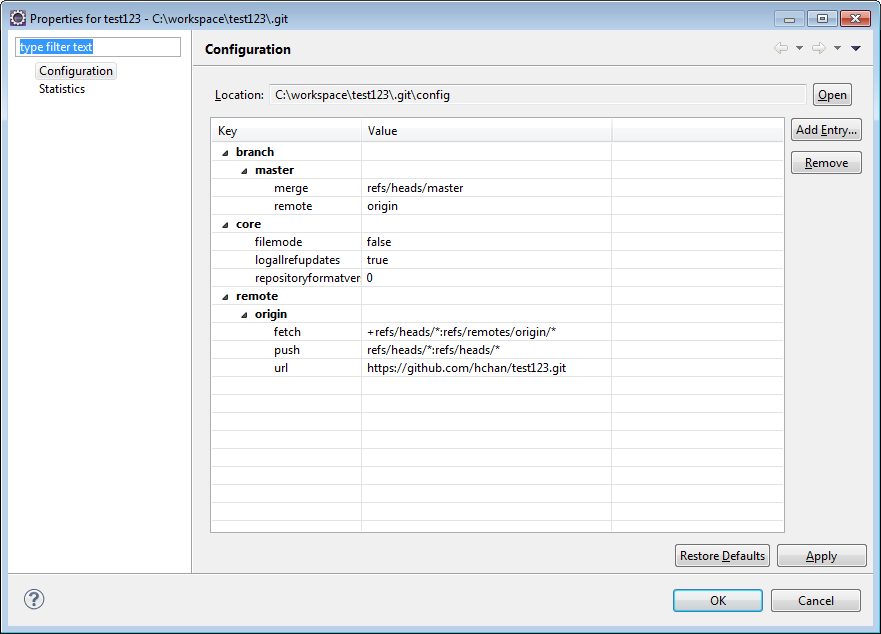 Properties for test123 - C:\workspace\test123\.git
type filter text
Configuration
Statistics
Configuration
Location: C:\workspace\test123\.git\config Open
Key Value
Add Entry...
branch
master
Remove
merge refs/heads/master
remote origin
core
filemode false
logallrefupdates true
repositoryformatver 0
remote
origin
fetch +refs/heads/*:refs/remotes/origin/*
push refs/heads/*:refs/heads/*
url https://github.com/hchan/test123.git
Restore Defaults Apply
? OK Cancel